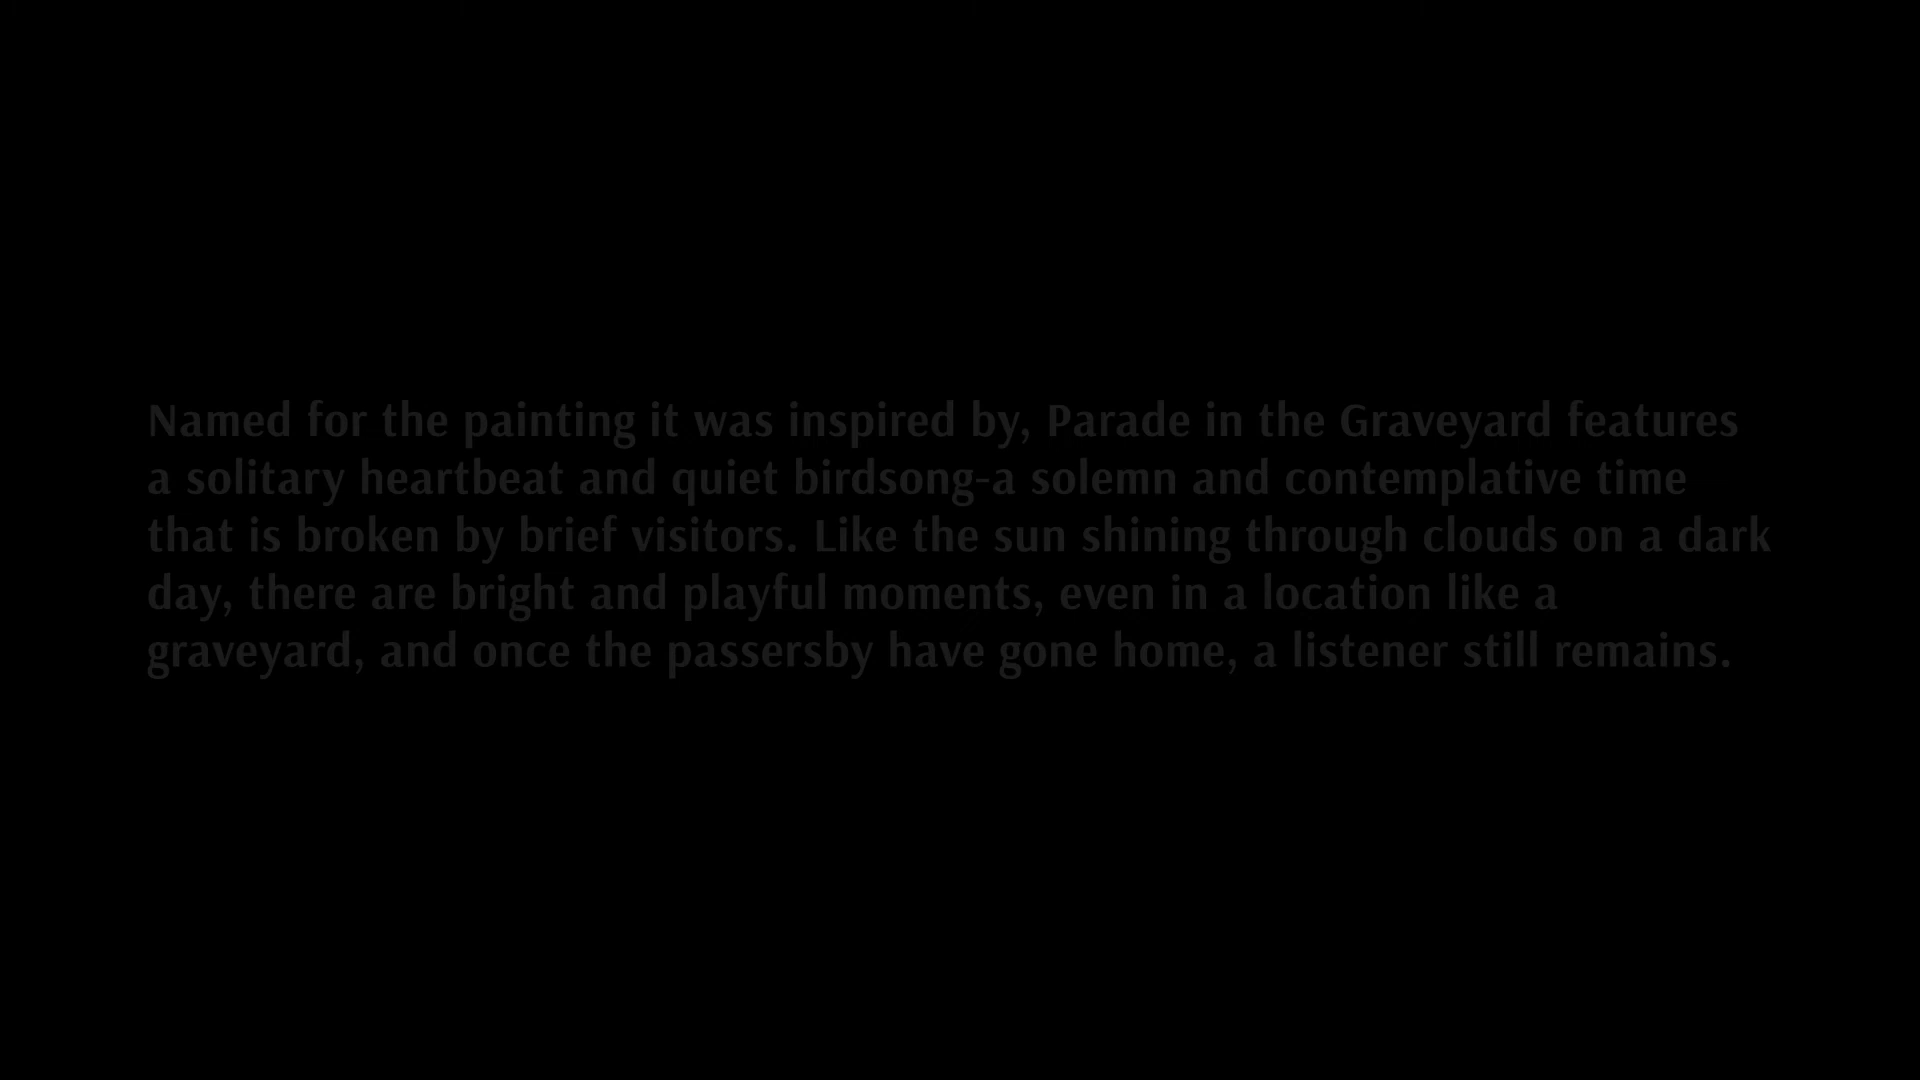 Named for the painting it was inspired by, Parade in the Graveyard features
a solitary heartbeat and quiet birdsong-a solemn and contemplative time
that is broken by brief visitors. Like the sun shining through clouds on a dark
day, there are bright and playful moments, even in a location like a
graveyard, and once the passersby have gone home, a listener still remains.